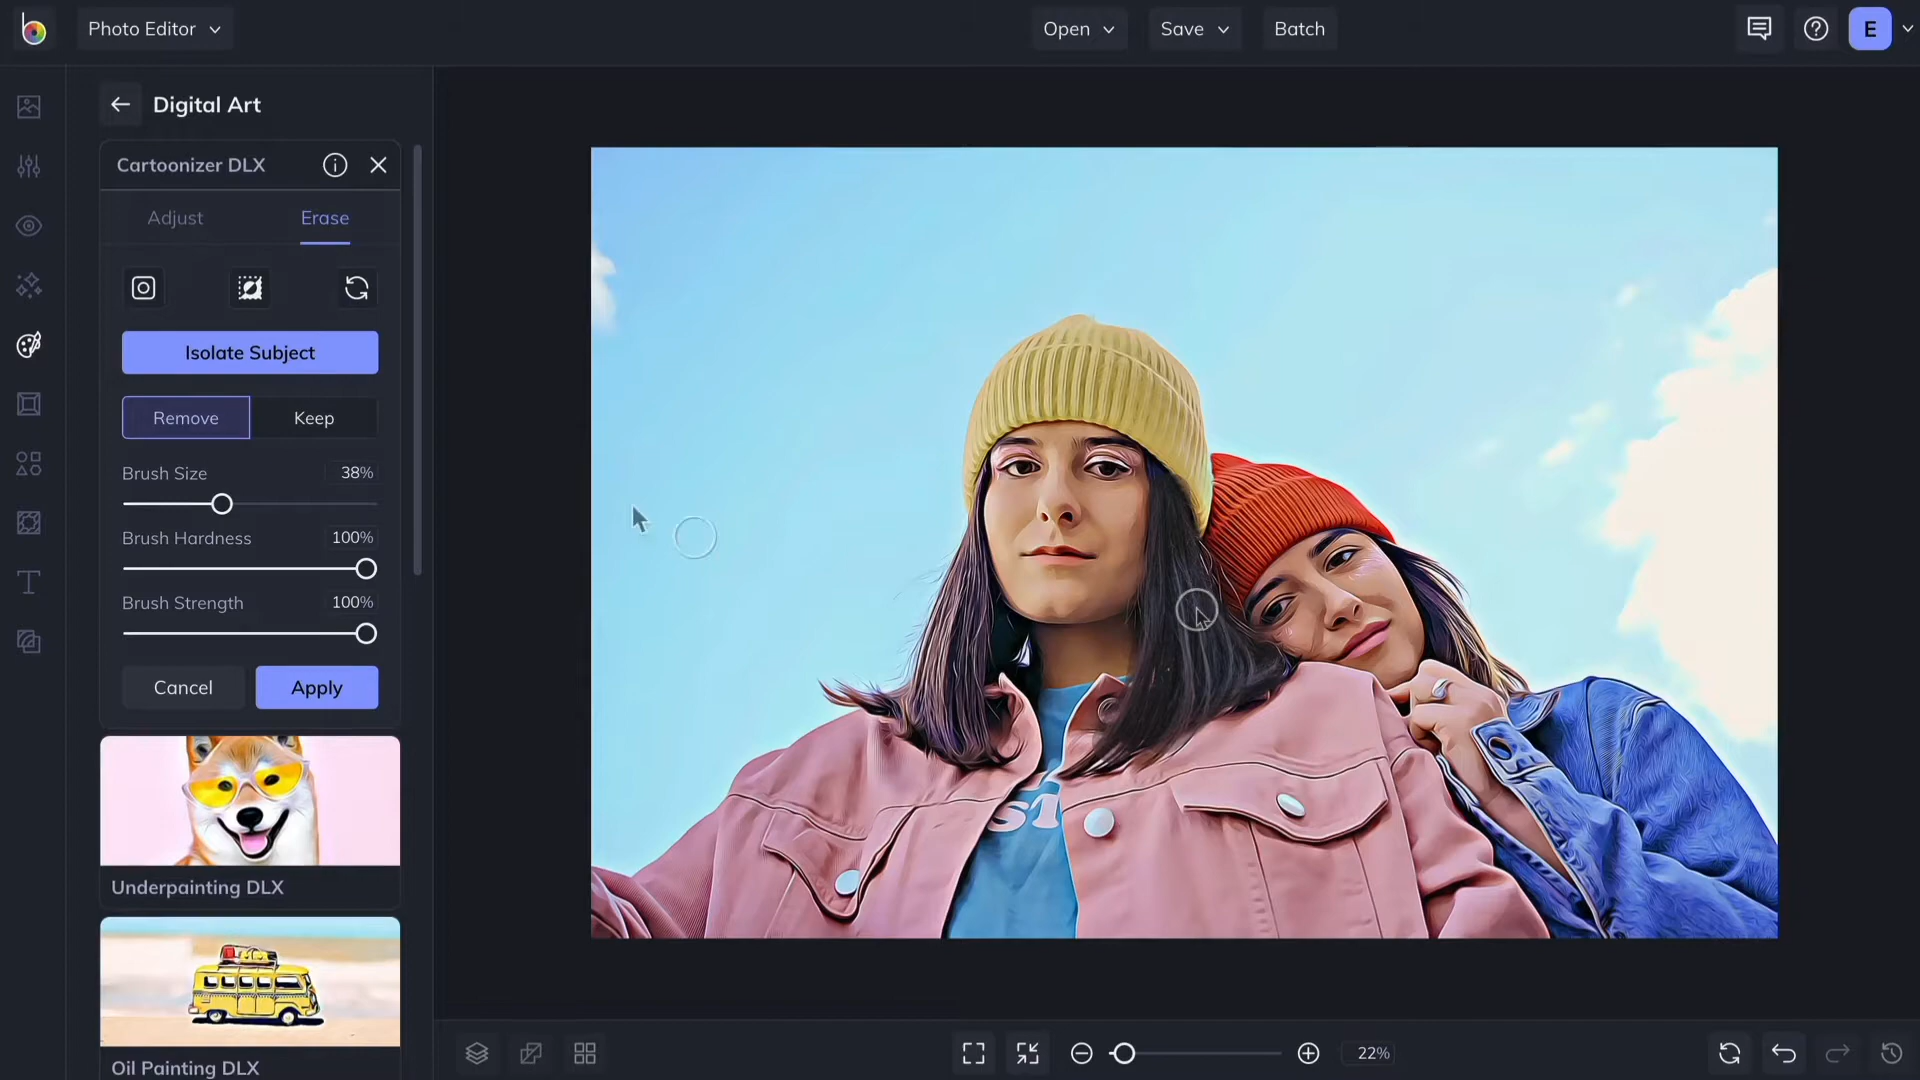 Photo Editor
Open
Save
Batch
E
Digital Art
Cartoonizer DLX
Adjust
Erase
Isolate Subject
Remove
Keep
Brush Size
38%
Brush Hardness
100%
Brush Strength
100%
Cancel
Apply
Underpainting DLX
Oil Painting DLX
ST
22%